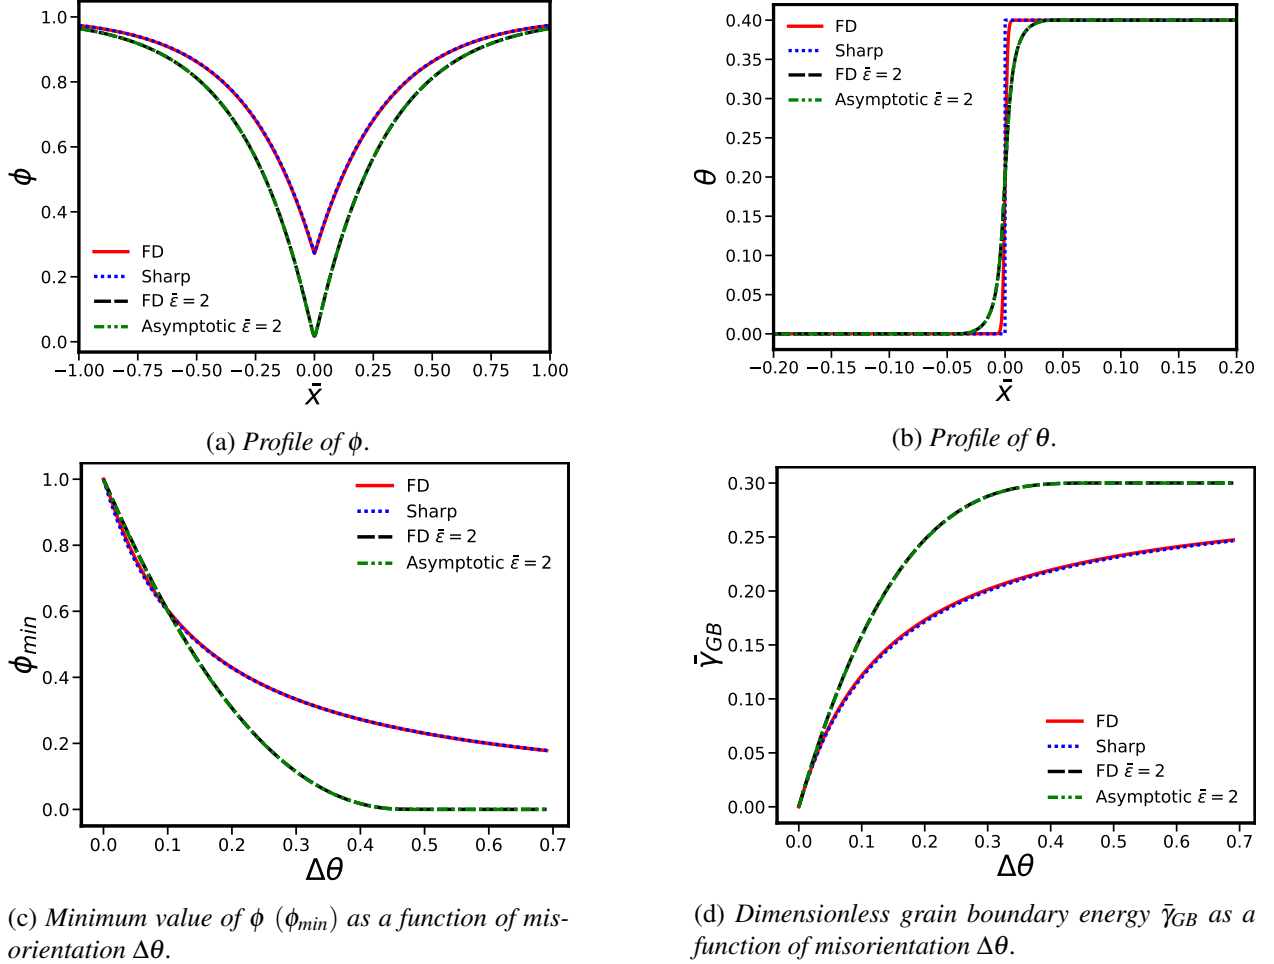 1.0
0.8
0.6
0.4
0.2
0.0
ϕ
FD
Sharp
FD ε̄ = 2
Asymptotic ε̄ = 2
−1.00 −0.75 −0.50 −0.25 0.00 0.25 0.50 0.75 1.00
x̄
(a) Profile of ϕ.
0.40
0.35
0.30
0.25
0.20
0.15
0.10
0.05
0.00
θ
FD
Sharp
FD ε̄ = 2
Asymptotic ε̄ = 2
−0.20 −0.15 −0.10 −0.05 0.00 0.05 0.10 0.15 0.20
x̄
(b) Profile of θ.
1.0
0.8
0.6
0.4
0.2
0.0
ϕmin
FD
Sharp
FD ε̄ = 2
Asymptotic ε̄ = 2
0.0 0.1 0.2 0.3 0.4 0.5 0.6 0.7
Δθ
(c) Minimum value of ϕ (ϕmin) as a function of mis-
orientation Δθ.
0.30
0.25
0.20
0.15
0.10
0.05
0.00
γ̄GB
FD
Sharp
FD ε̄ = 2
Asymptotic ε̄ = 2
0.0 0.1 0.2 0.3 0.4 0.5 0.6 0.7
Δθ
(d) Dimensionless grain boundary energy γ̄GB as a
function of misorientation Δθ.